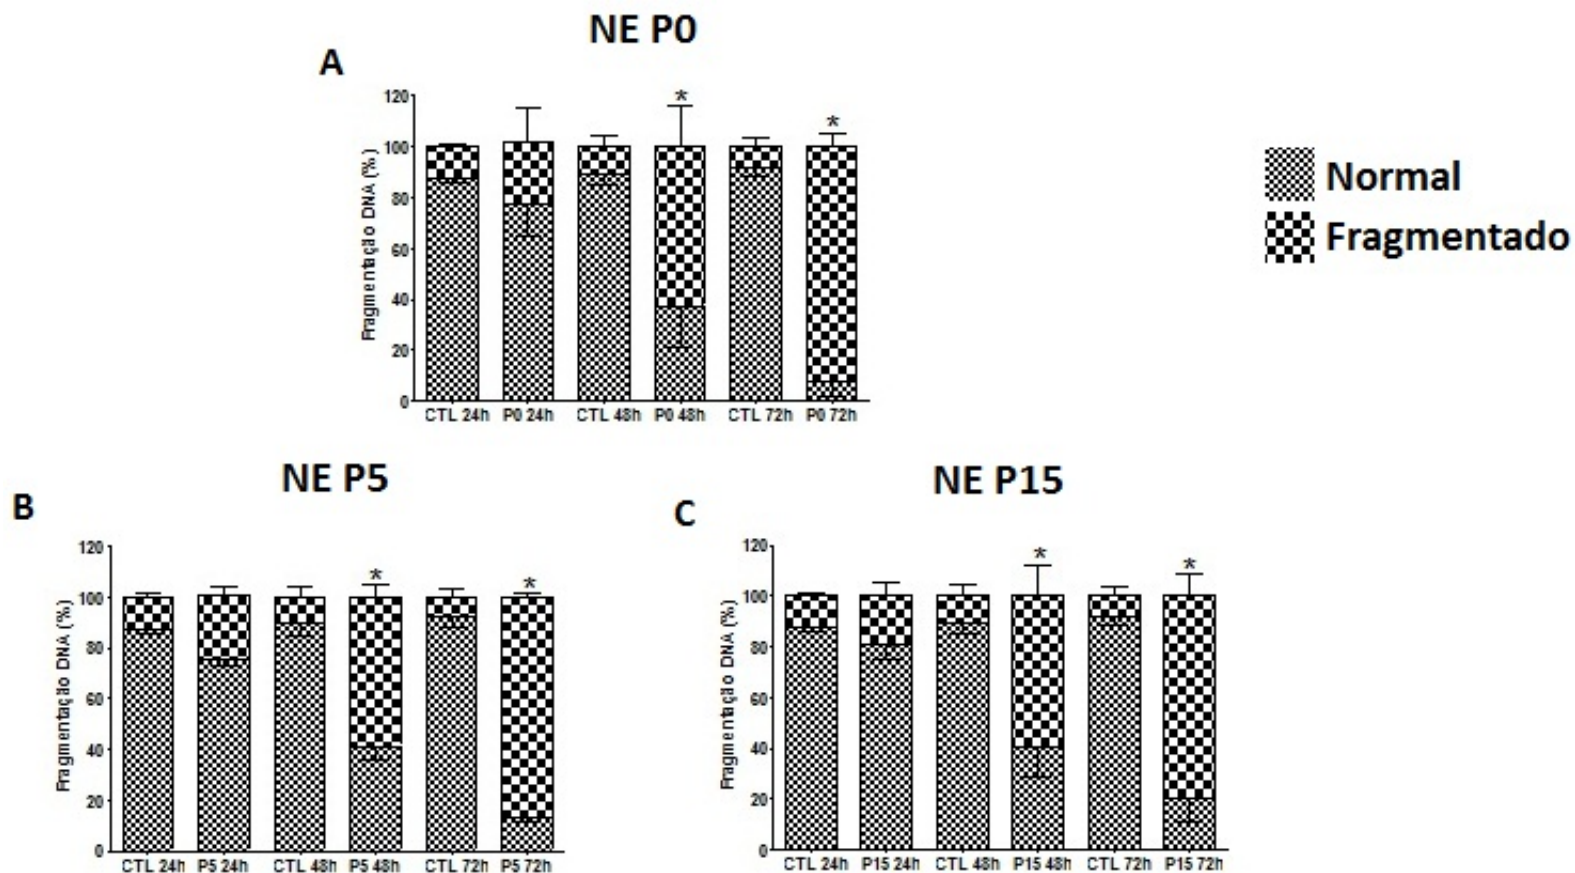 NE P0
A
Fragmentação DNA (%)
120
100
80
60
40
20
0
*
*
CTL 24h P0 24h CTL 48h P0 48h CTL 72h P0 72h
Normal
Fragmentado
NE P5
B
Fragmentação DNA (%)
120
100
80
60
40
20
0
*
*
CTL 24h P5 24h CTL 48h P5 48h CTL 72h P5 72h
NE P15
C
Fragmentação DNA (%)
120
100
80
60
40
20
0
*
*
CTL 24h P15 24h CTL 48h P15 48h CTL 72h P15 72h